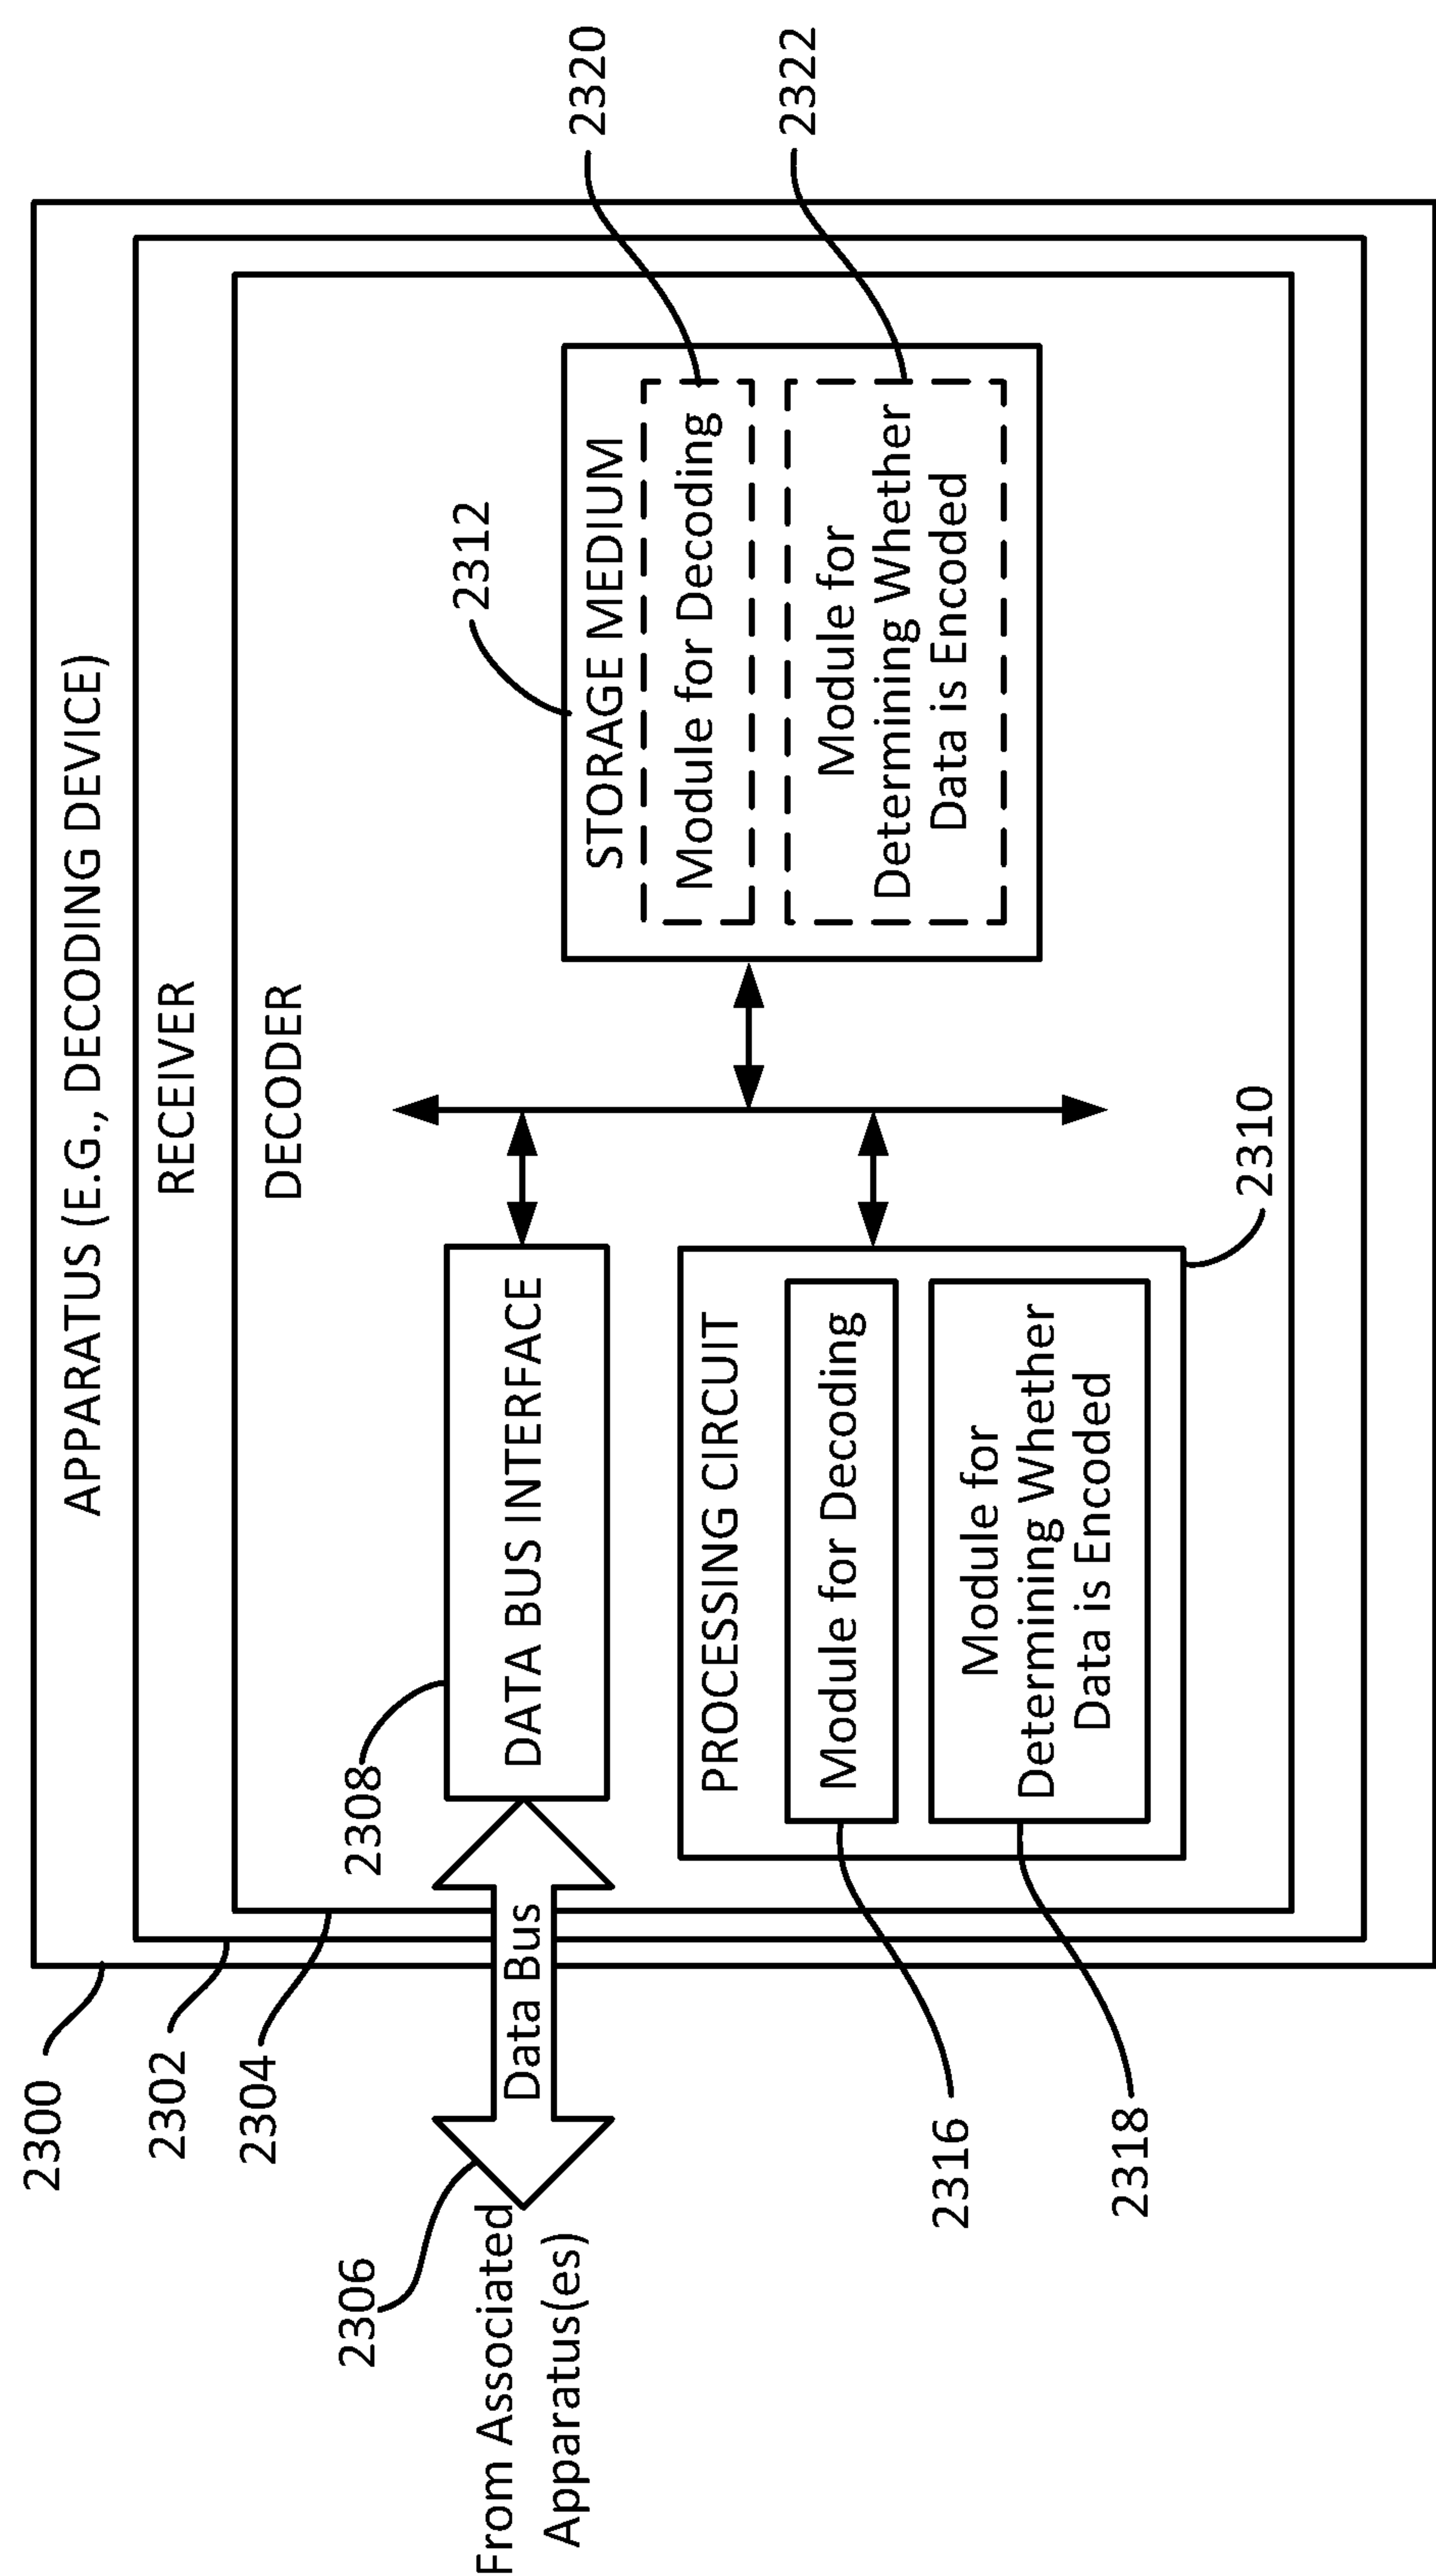 APPARATUS (E.G., DECODING DEVICE)
RECEIVER
DECODER
2300
2302
2304
2306
From Associated
Apparatus(es)
Data Bus
2308
DATA BUS INTERFACE
PROCESSING CIRCUIT
Module for Decoding
Module for
Determining Whether
Data is Encoded
2310
2316
2318
2312
STORAGE MEDIUM
Module for Decoding
Module for
Determining Whether
Data is Encoded
2320
2322